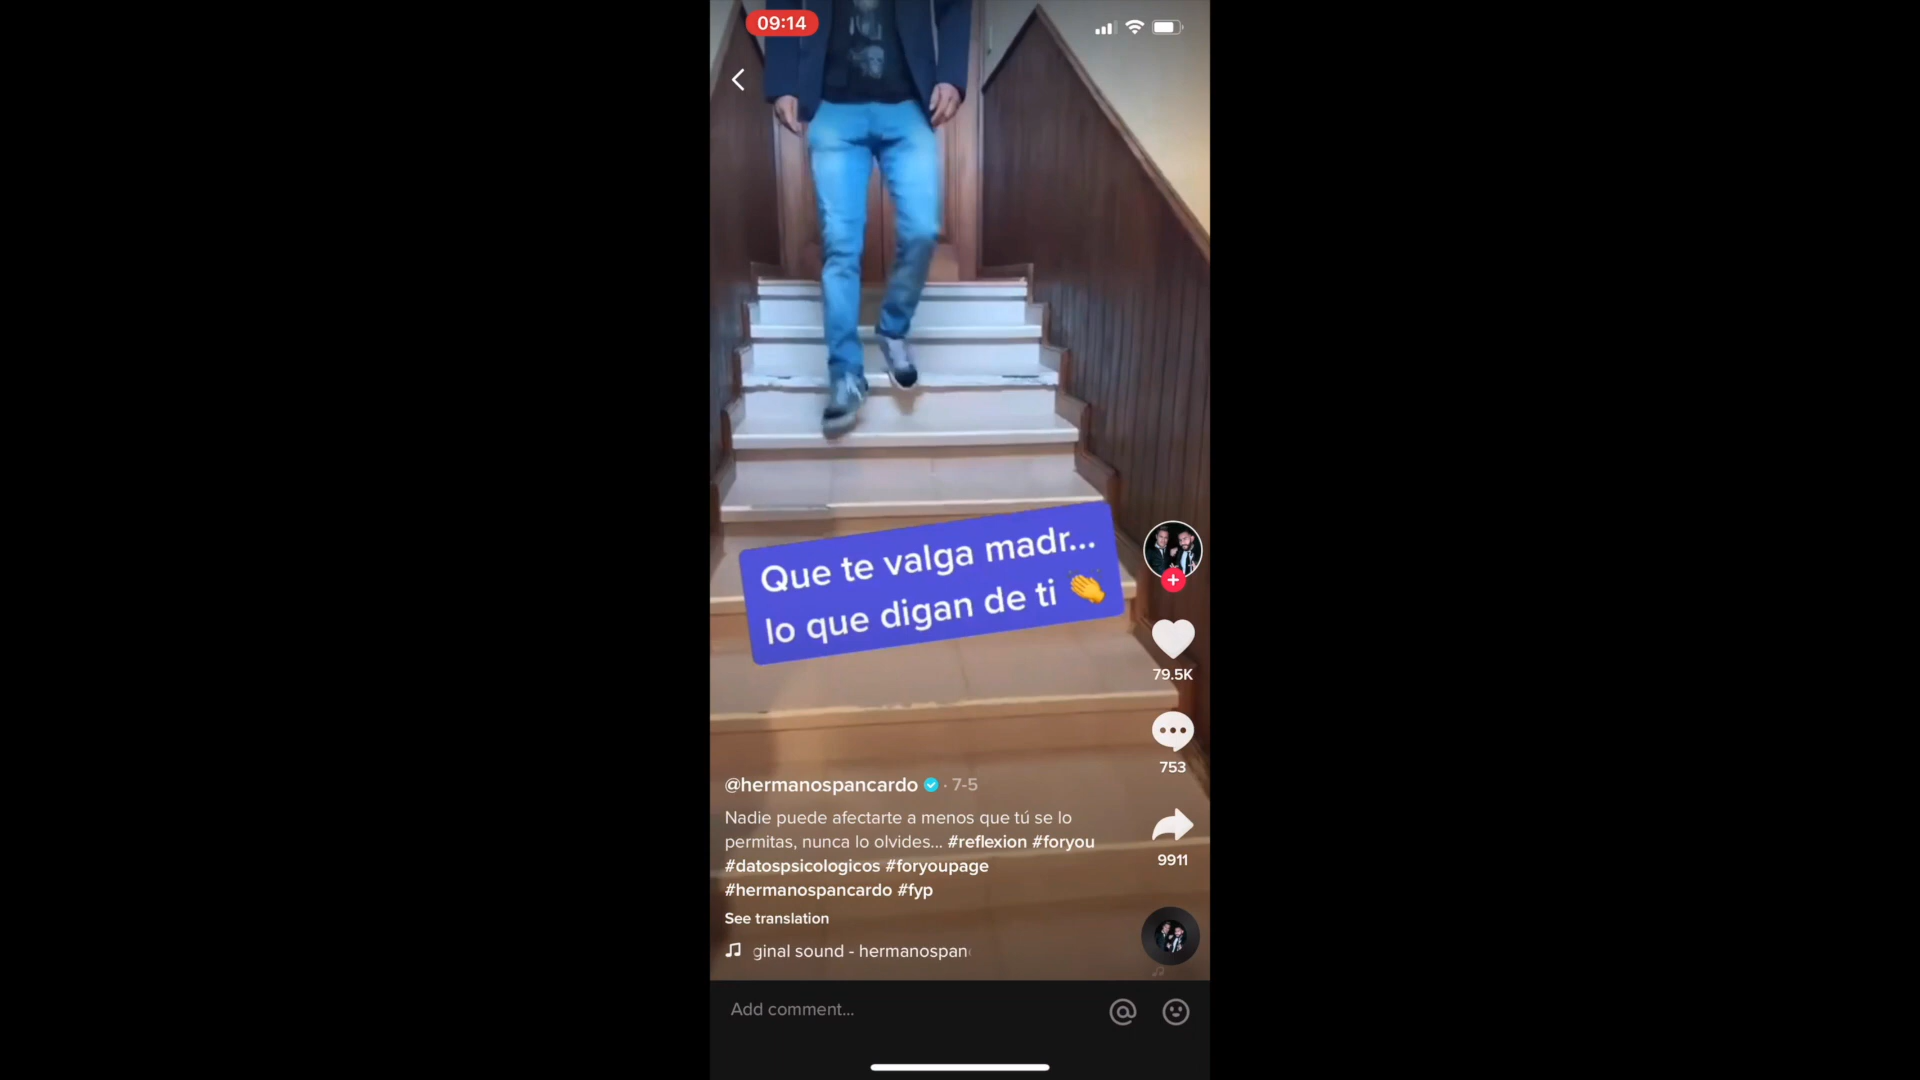 09:14
Que te valga madr...
lo que digan de ti 👏
79.5K
753
@hermanospancardo · 7-5
Nadie puede afectarte a menos que tú se lo
permitas, nunca lo olvides... #reflexion #foryou
#datospsicologicos #foryoupage
#hermanospancardo #fyp
9911
See translation
ginal sound - hermanospan
Add comment...